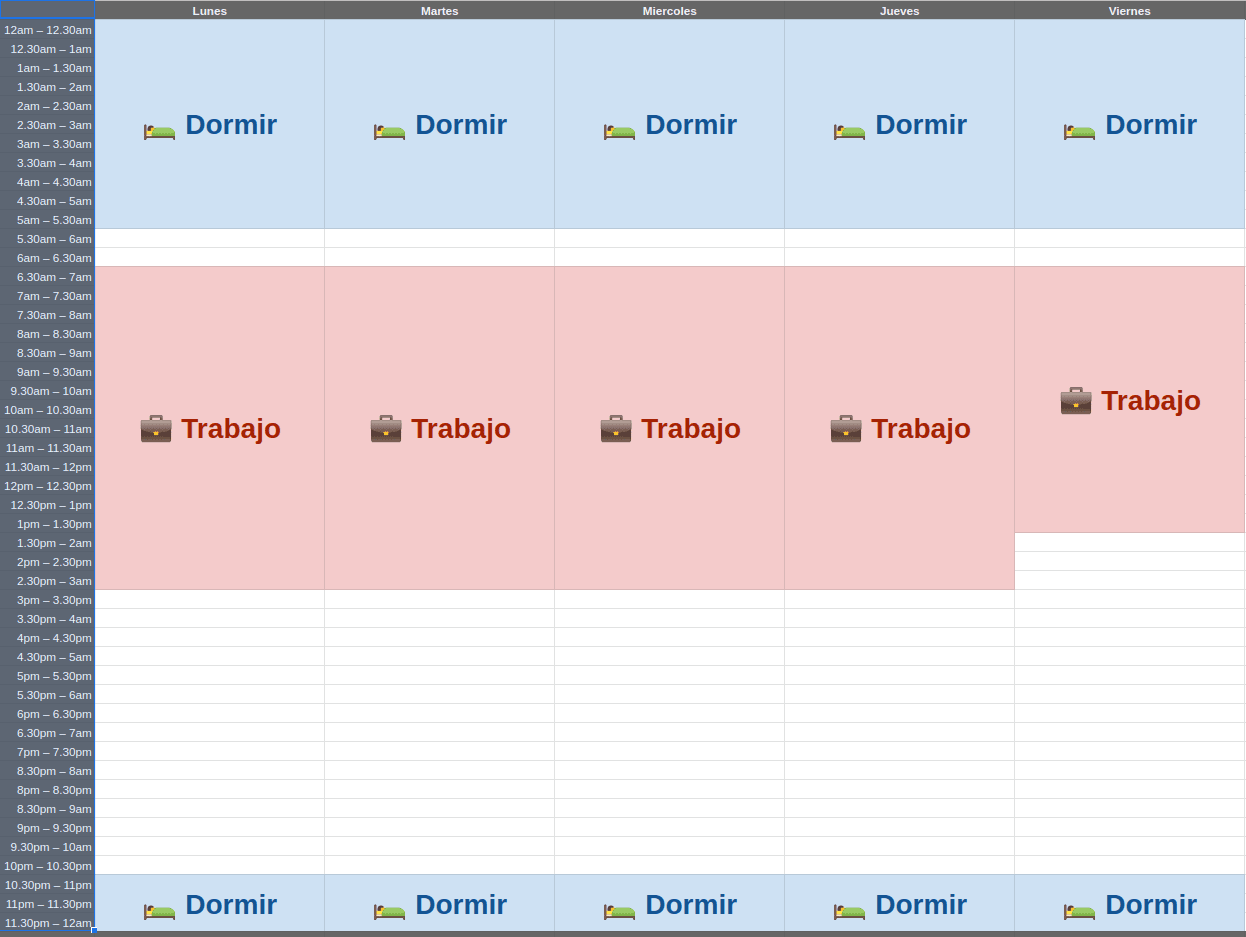 Lunes Martes Miercoles Jueves Viernes
12am – 12.30am
12.30am – 1am
1am – 1.30am
1.30am – 2am
2am – 2.30am
2.30am – 3am
Dormir Dormir Dormir Dormir Dormir
3am – 3.30am
3.30am – 4am
4am – 4.30am
4.30am – 5am
5am – 5.30am
5.30am – 6am
6am – 6.30am
6.30am – 7am
7am – 7.30am
7.30am – 8am
8am – 8.30am
8.30am – 9am
9am – 9.30am
9.30am – 10am
10am – 10.30am
Trabajo
10.30am – 11am
Trabajo Trabajo Trabajo Trabajo
11am – 11.30am
11.30am – 12pm
12pm – 12.30pm
12.30pm – 1pm
1pm – 1.30pm
1.30pm – 2am
2pm – 2.30pm
2.30pm – 3am
3pm – 3.30pm
3.30pm – 4am
4pm – 4.30pm
4.30pm – 5am
5pm – 5.30pm
5.30pm – 6am
6pm – 6.30pm
6.30pm – 7am
7pm – 7.30pm
8.30pm – 8am
8pm – 8.30pm
8.30pm – 9am
9pm – 9.30pm
9.30pm – 10am
10pm – 10.30pm
10.30pm – 11pm
11pm – 11.30pm
Dormir Dormir Dormir Dormir Dormir
11.30pm – 12am